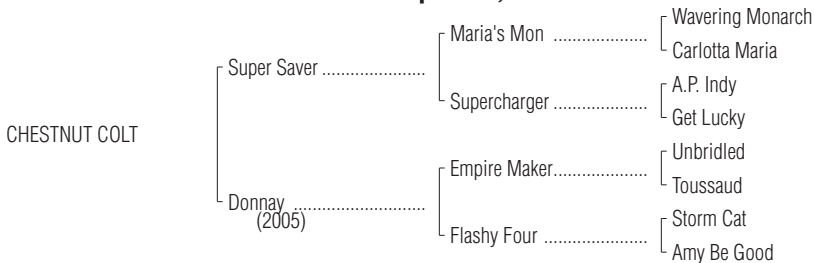 Wavering Monarch
Maria's Mon ....................
Carlotta Maria
Super Saver ......................
A.P. Indy
Supercharger ....................
Get Lucky
CHESTNUT COLT
Unbridled
Empire Maker....................
Toussaud
Donnay ............................
(2005)
Storm Cat
Flashy Four ......................
Amy Be Good